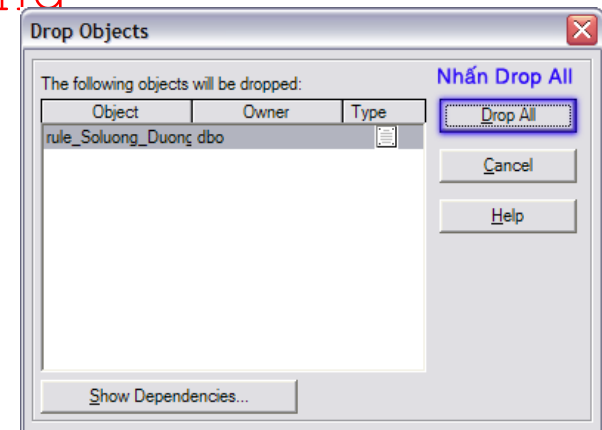 Drop Objects
The following objects will be dropped:
Nhấn Drop All
Object Owner Type
rule_Soluong_Duong dbo
Drop All
Cancel
Help
Show Dependencies...